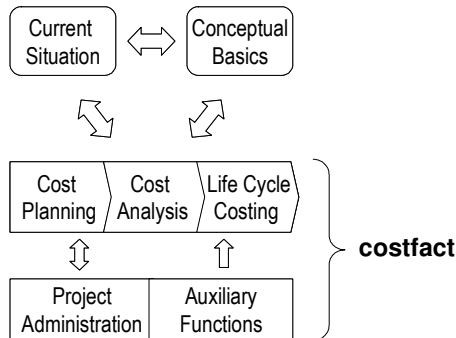 Current
Situation
Conceptual
Basics
Cost
Planning
Cost
Analysis
Life Cycle
Costing
costfact
Project
Administration
Auxiliary
Functions